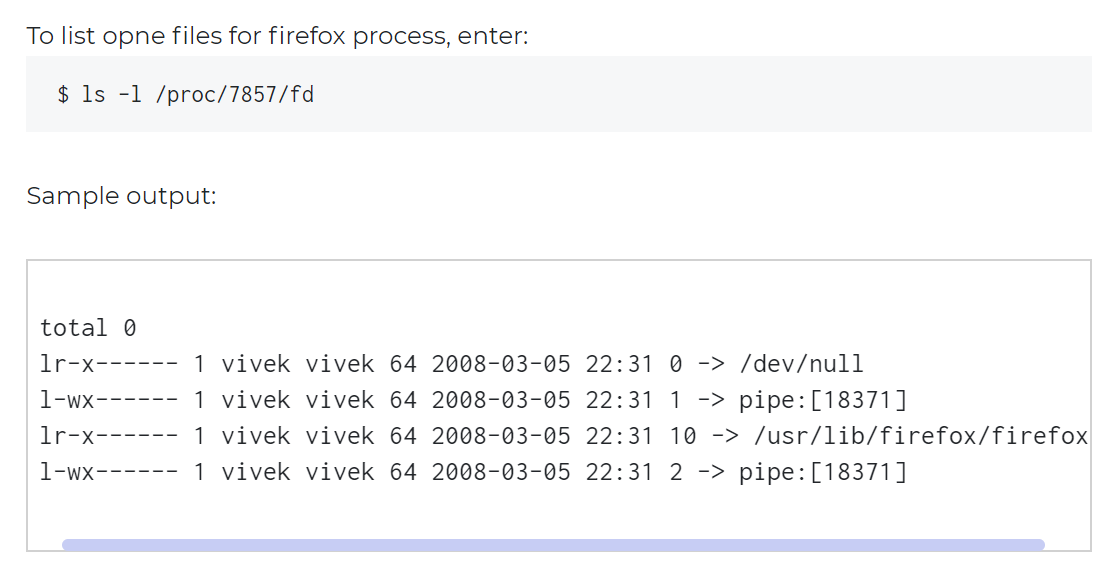 To list opne files for firefox process, enter:
$ ls -l /proc/7857/fd
Sample output:
total 0
lr-x------ 1 vivek vivek 64 2008-03-05 22:31 0 -> /dev/null
l-wx------ 1 vivek vivek 64 2008-03-05 22:31 1 -> pipe:[18371]
lr-x------ 1 vivek vivek 64 2008-03-05 22:31 10 -> /usr/lib/firefox/firefox
l-wx------ 1 vivek vivek 64 2008-03-05 22:31 2 -> pipe:[18371]